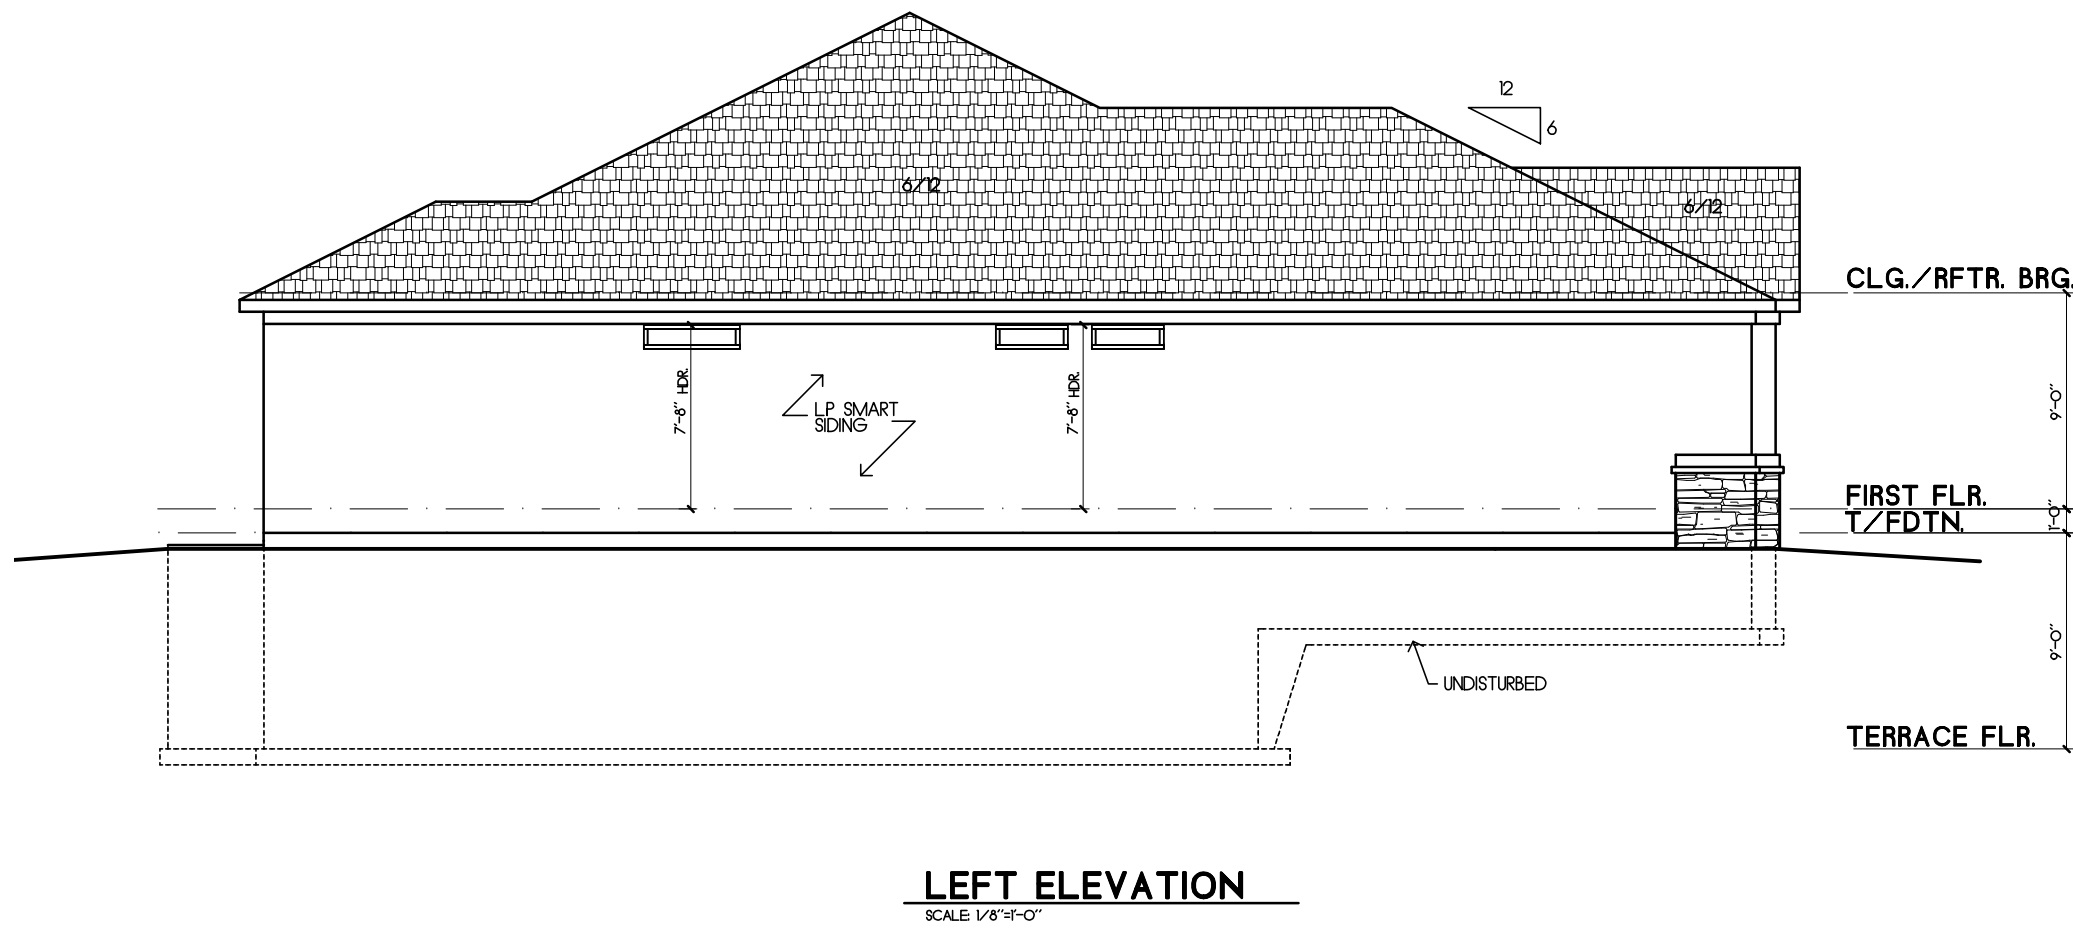 12
6
6/12
6/12
CLG./RFTR. BRG.
7'-8" HDR.
7'-8" HDR.
LP SMART
SIDING
9'-0"
FIRST FLR.
1'-0"
T/FDTN.
9'-0"
UNDISTURBED
TERRACE FLR.
LEFT ELEVATION
SCALE: 1/8"=1'-0"